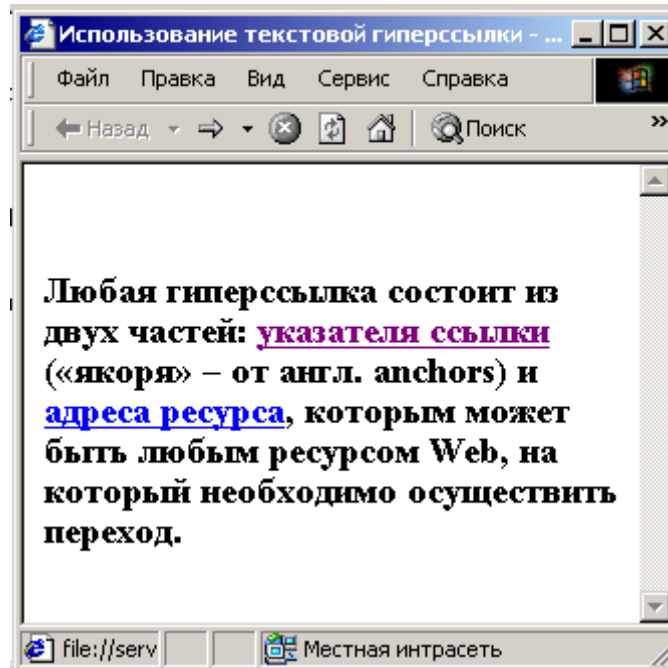 Использование текстовой гиперссылки - ...
Файл Правка Вид Сервис Справка
Назад Поиск »
Любая гиперссылка состоит из
двух частей: указателя ссылки
(«якоря» – от англ. anchors) и
адреса ресурса, которым может
быть любым ресурсом Web, на
который необходимо осуществить
переход.
file://serv Местная интрасеть